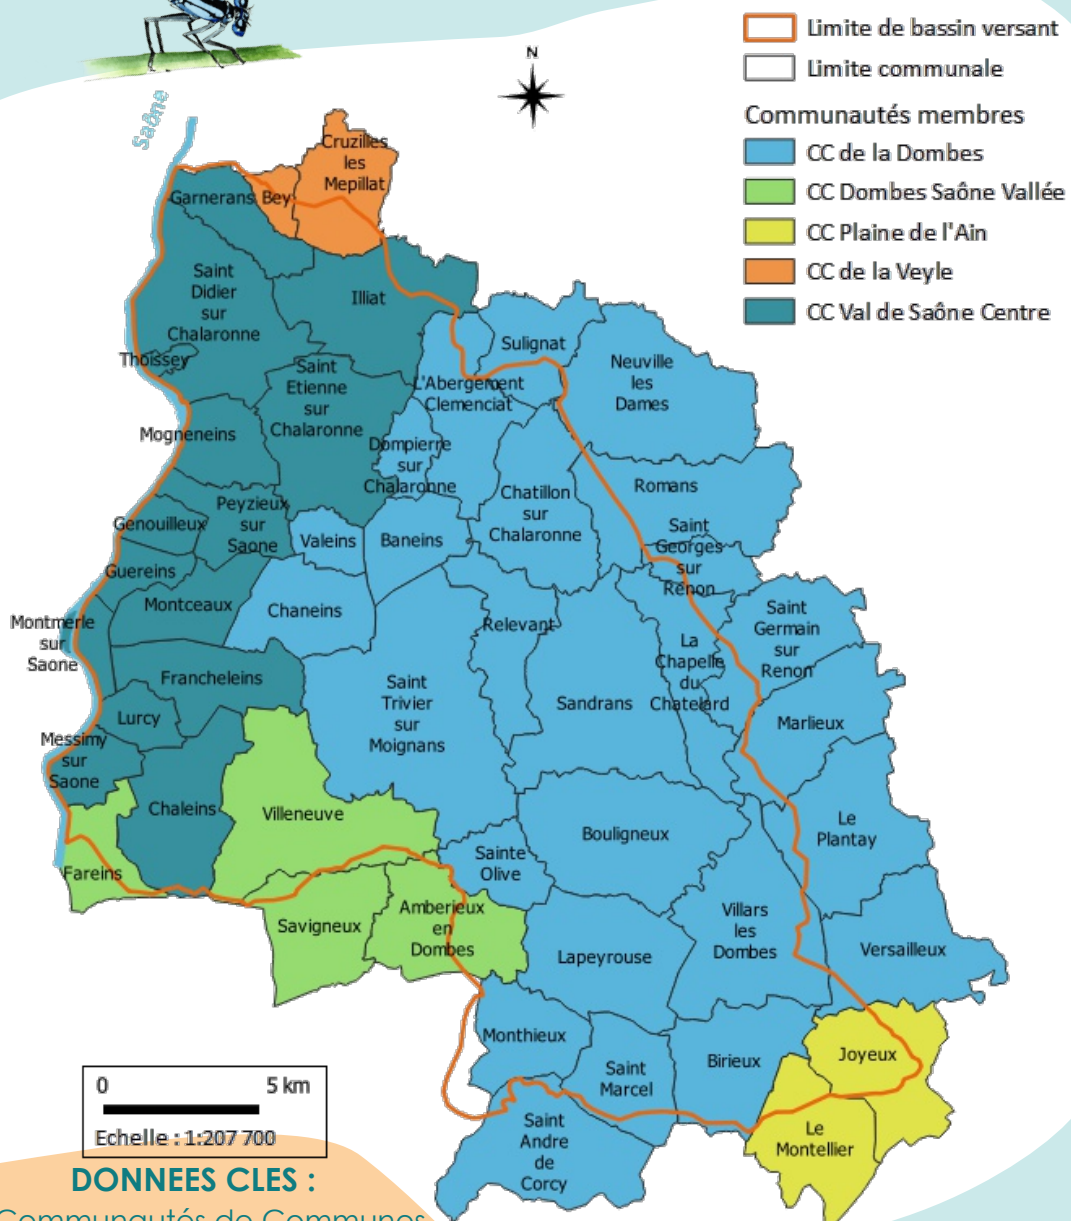 Limite de bassin versant
Limite communale
Communautés membres
CC de la Dombes
CC Dombes Saône Vallée
CC Plaine de l'Ain
CC de la Veyle
CC Val de Saône Centre
N
Saône
Cruzilles
les
Mepillat
Garnerans
Bey
Saint
Didier
sur
Chalaronne
Illiat
Thoissey
Saint
Etienne
sur
Chalaronne
Sulignat
L'Abergement
Clemenciat
Neuville
les
Dames
Mogneneins
Dompierre
sur
Chalaronne
Chatillon
sur
Chalaronne
Romans
Genouilleux
Peyzieux
sur
Saone
Valeins
Baneins
Saint
Georges
sur
Renon
Guereins
Montceaux
Chaneins
Relevant
Saint
Germain
sur
Renon
Montmerle
sur
Saone
Francheleins
La
Chapelle
du
Chatelard
Saint
Trivier
sur
Moignans
Sandrans
Lurcy
Marlieux
Messimy
sur
Saone
Chaleins
Villeneuve
Bouligneux
Le
Plantay
Fareins
Sainte
Olive
Savigneux
Amberieux
en
Dombes
Lapeyrouse
Villars
les
Dombes
Versailleux
Monthieux
Saint
Marcel
Birieux
Joyeux
Saint
Andre
de
Corcy
Le
Montellier
0 5 km
Echelle : 1:207 700
DONNEES CLES :
Communautés de Communes